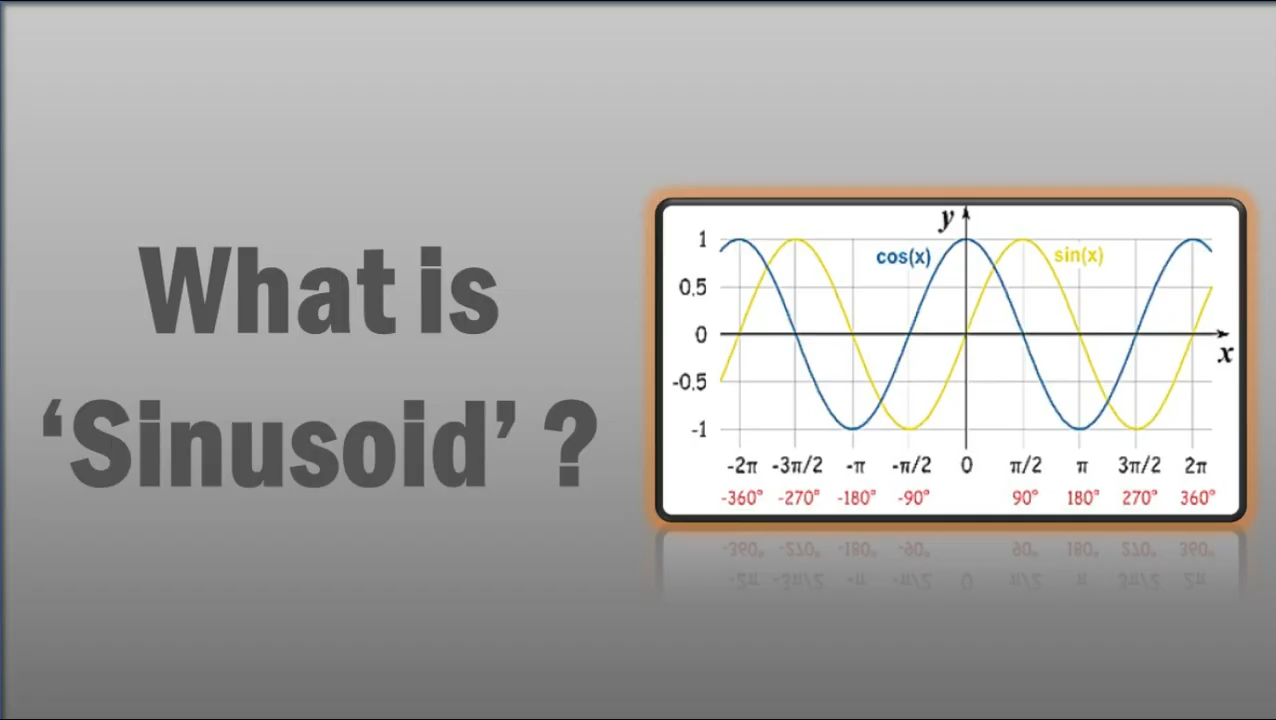 What is
‘Sinusoid’ ?
y
1
cos(x)
sin(x)
0.5
0
x
-0.5
-1
-2π -3π/2 -π -π/2 0 π/2 π 3π/2 2π
-360° -270° -180° -90° 90° 180° 270° 360°